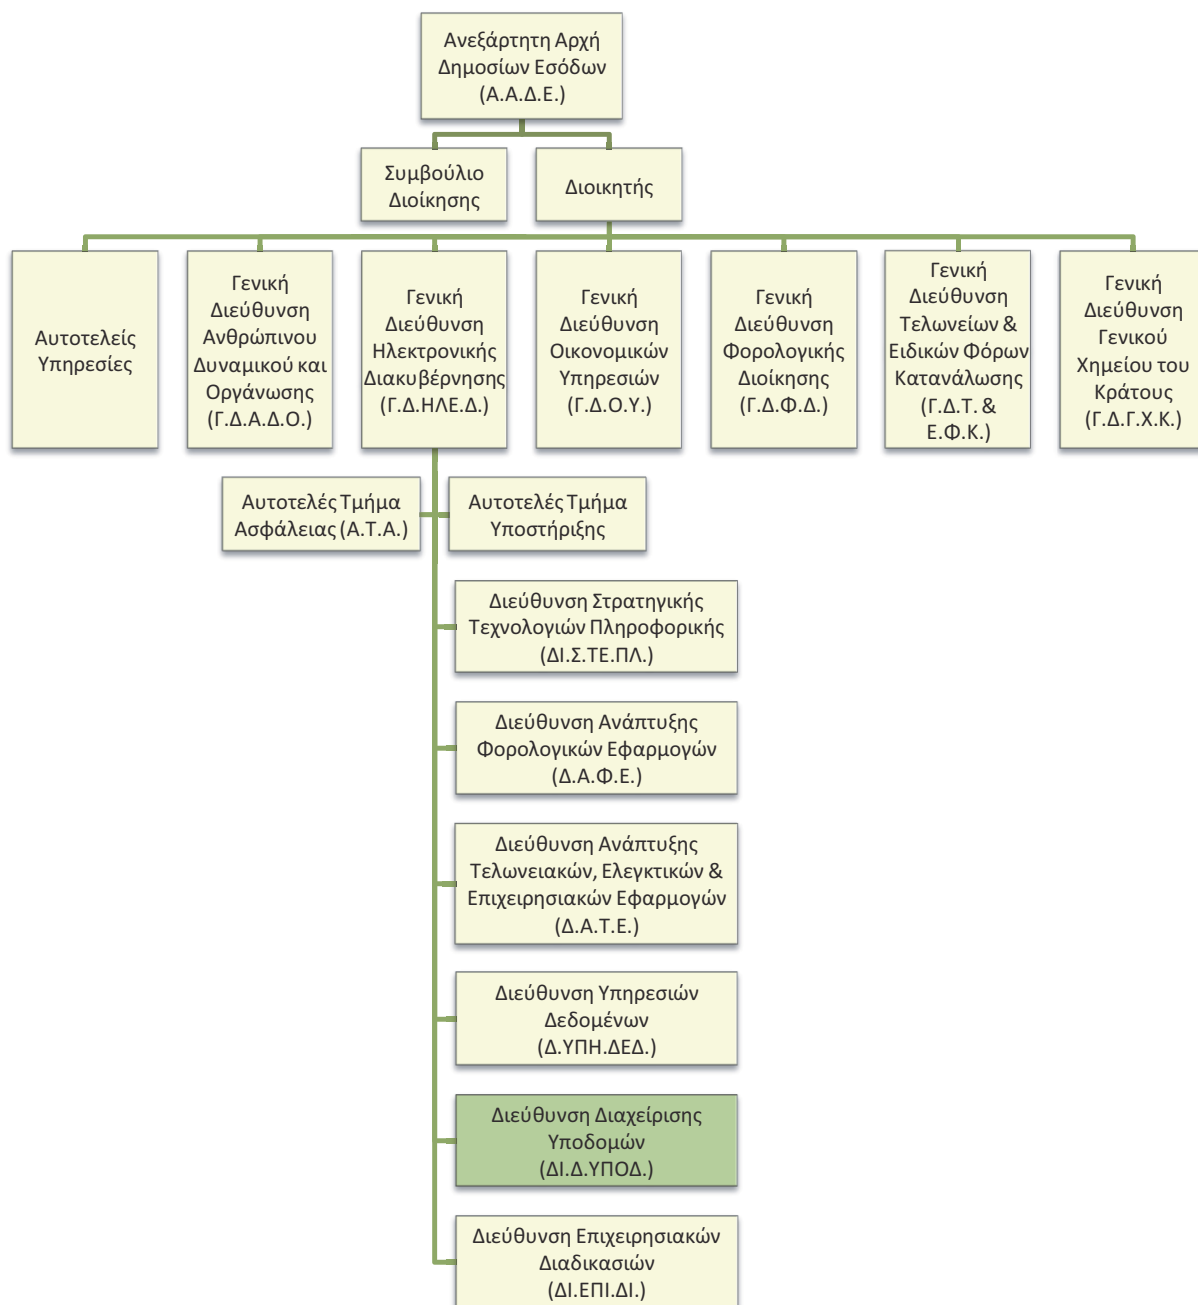 Ανεξάρτητη Αρχή
Δημοσίων Εσόδων
(Α.Α.Δ.Ε.)
Συμβούλιο
Διοίκησης
Διοικητής
Αυτοτελείς
Υπηρεσίες
Γενική
Διεύθυνση
Ανθρώπινου
Δυναμικού και
Οργάνωσης
(Γ.Δ.Α.Δ.Ο.)
Γενική
Διεύθυνση
Ηλεκτρονικής
Διακυβέρνησης
(Γ.Δ.ΗΛΕ.Δ.)
Γενική
Διεύθυνση
Οικονομικών
Υπηρεσιών
(Γ.Δ.Ο.Υ.)
Γενική
Διεύθυνση
Φορολογικής
Διοίκησης
(Γ.Δ.Φ.Δ.)
Γενική
Διεύθυνση
Τελωνείων &
Ειδικών Φόρων
Κατανάλωσης
(Γ.Δ.Τ. &
Ε.Φ.Κ.)
Γενική
Διεύθυνση
Γενικού
Χημείου του
Κράτους
(Γ.Δ.Γ.Χ.Κ.)
Αυτοτελές Τμήμα
Ασφάλειας (Α.Τ.Α.)
Αυτοτελές Τμήμα
Υποστήριξης
Διεύθυνση Στρατηγικής
Τεχνολογιών Πληροφορικής
(ΔΙ.Σ.ΤΕ.ΠΛ.)
Διεύθυνση Ανάπτυξης
Φορολογικών Εφαρμογών
(Δ.Α.Φ.Ε.)
Διεύθυνση Ανάπτυξης
Τελωνειακών, Ελεγκτικών &
Επιχειρησιακών Εφαρμογών
(Δ.Α.Τ.Ε.)
Διεύθυνση Υπηρεσιών
Δεδομένων
(Δ.ΥΠΗ.ΔΕΔ.)
Διεύθυνση Διαχείρισης
Υποδομών
(ΔΙ.Δ.ΥΠΟΔ.)
Διεύθυνση Επιχειρησιακών
Διαδικασιών
(ΔΙ.ΕΠΙ.ΔΙ.)